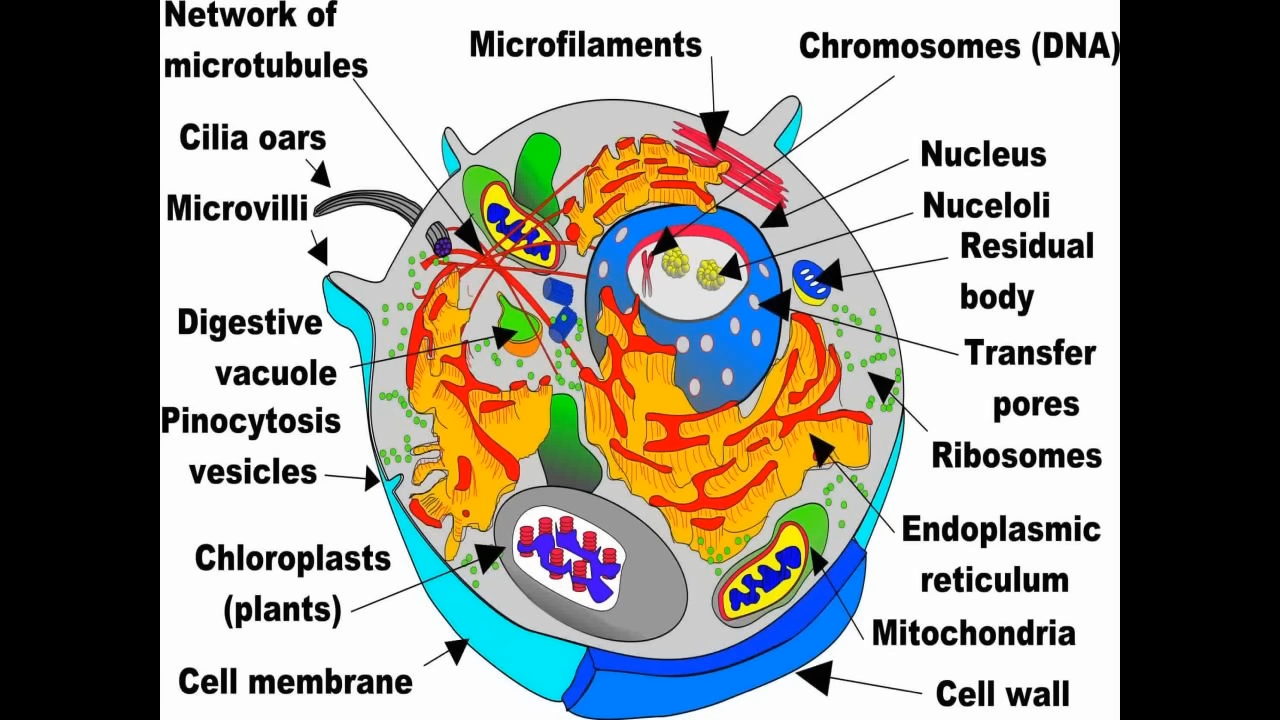 Network of
microtubules
Microfilaments
Chromosomes (DNA)
Cilia oars
Microvilli
Nucleus
Nuceloli
Residual
body
Digestive
vacuole
Transfer
pores
Pinocytosis
vesicles
Ribosomes
Chloroplasts
(plants)
Endoplasmic
reticulum
Mitochondria
Cell membrane
Cell wall